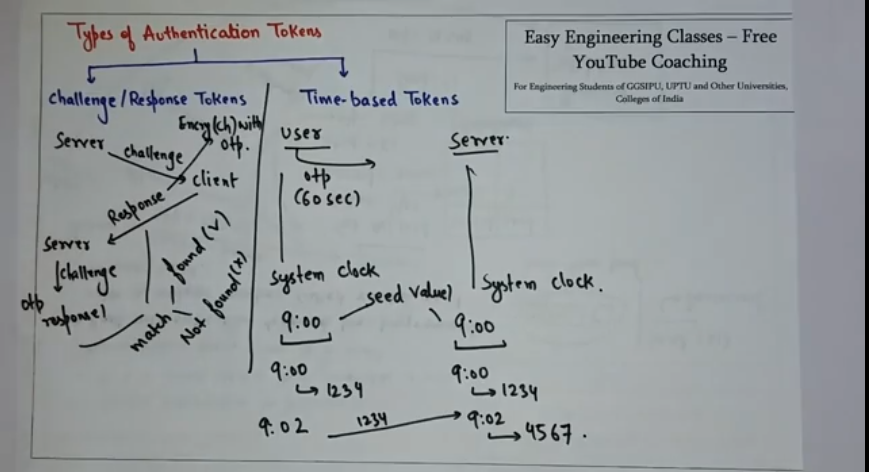 Types of Authentication Tokens
Easy Engineering Classes – Free
YouTube Coaching
For Engineering Students of GGSIPU, UPTU and Other Universities,
Colleges of India
Challenge/Response Tokens
Time-based Tokens
Server
challenge
Encry(ch) with
otp.
client
Response
Server
challenge
otp
response1
match
found (√)
Not found (x)
User
otp
(60 sec)
Server.
System clock
seed value1
System clock.
9:00
9:00
9:00
1234
9:00
1234
9:02
1234
9:02
4567.